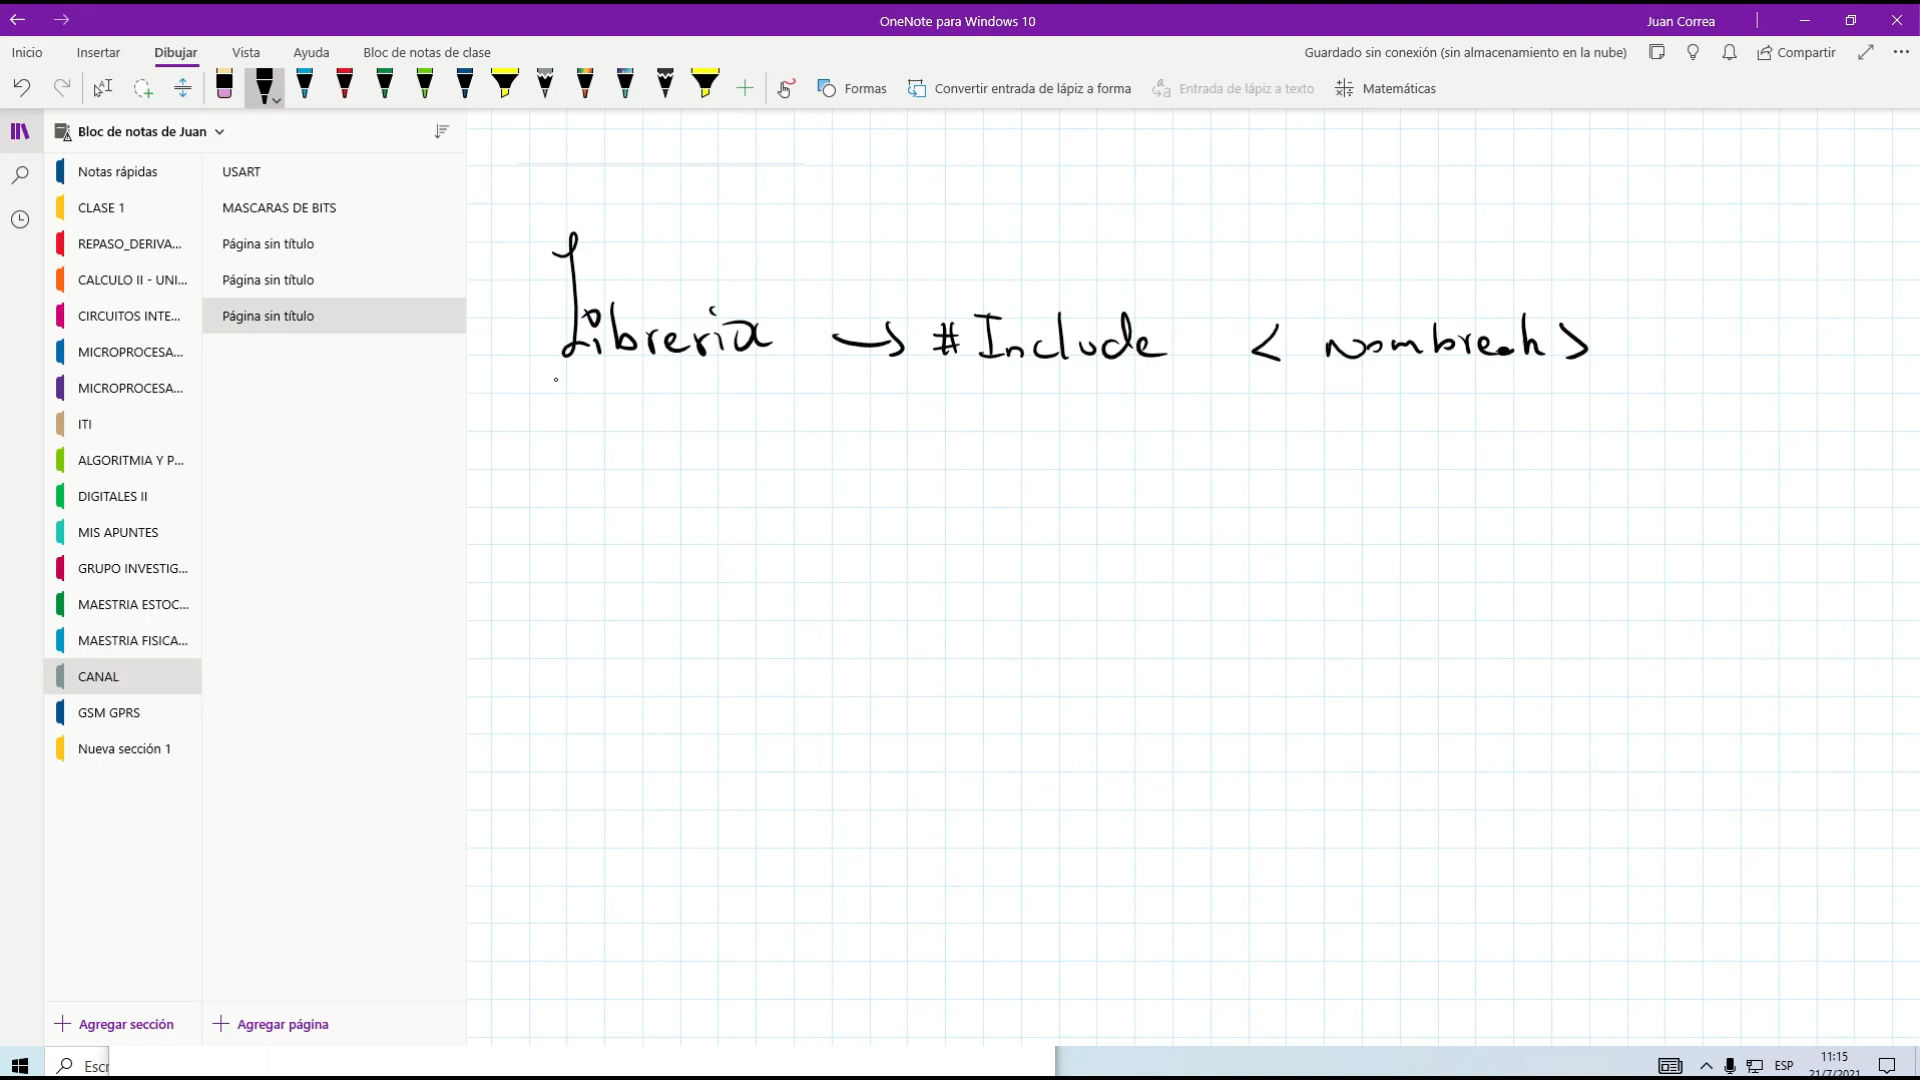 OneNote para Windows 10
Juan Correa
Inicio Insertar Dibujar Vista Ayuda Bloc de notas de clase
Guardado sin conexión (sin almacenamiento en la nube) Compartir
Formas Convertir entrada de lápiz a forma Entrada de lápiz a texto Matemáticas
Bloc de notas de Juan
Notas rápidas
CLASE 1
REPASO_DERIVA...
CALCULO II - UNI...
CIRCUITOS INTE...
MICROPROCESA...
MICROPROCESA...
ITI
ALGORITMIA Y P...
DIGITALES II
MIS APUNTES
GRUPO INVESTIG...
MAESTRIA ESTOC...
MAESTRIA FISICA...
CANAL
GSM GPRS
Nueva sección 1
Agregar sección
USART
MASCARAS DE BITS
Página sin título
Página sin título
Página sin título
Agregar página
Libreria → #Include < nombre.h >
Escr
ESP
11:15
21/7/2021